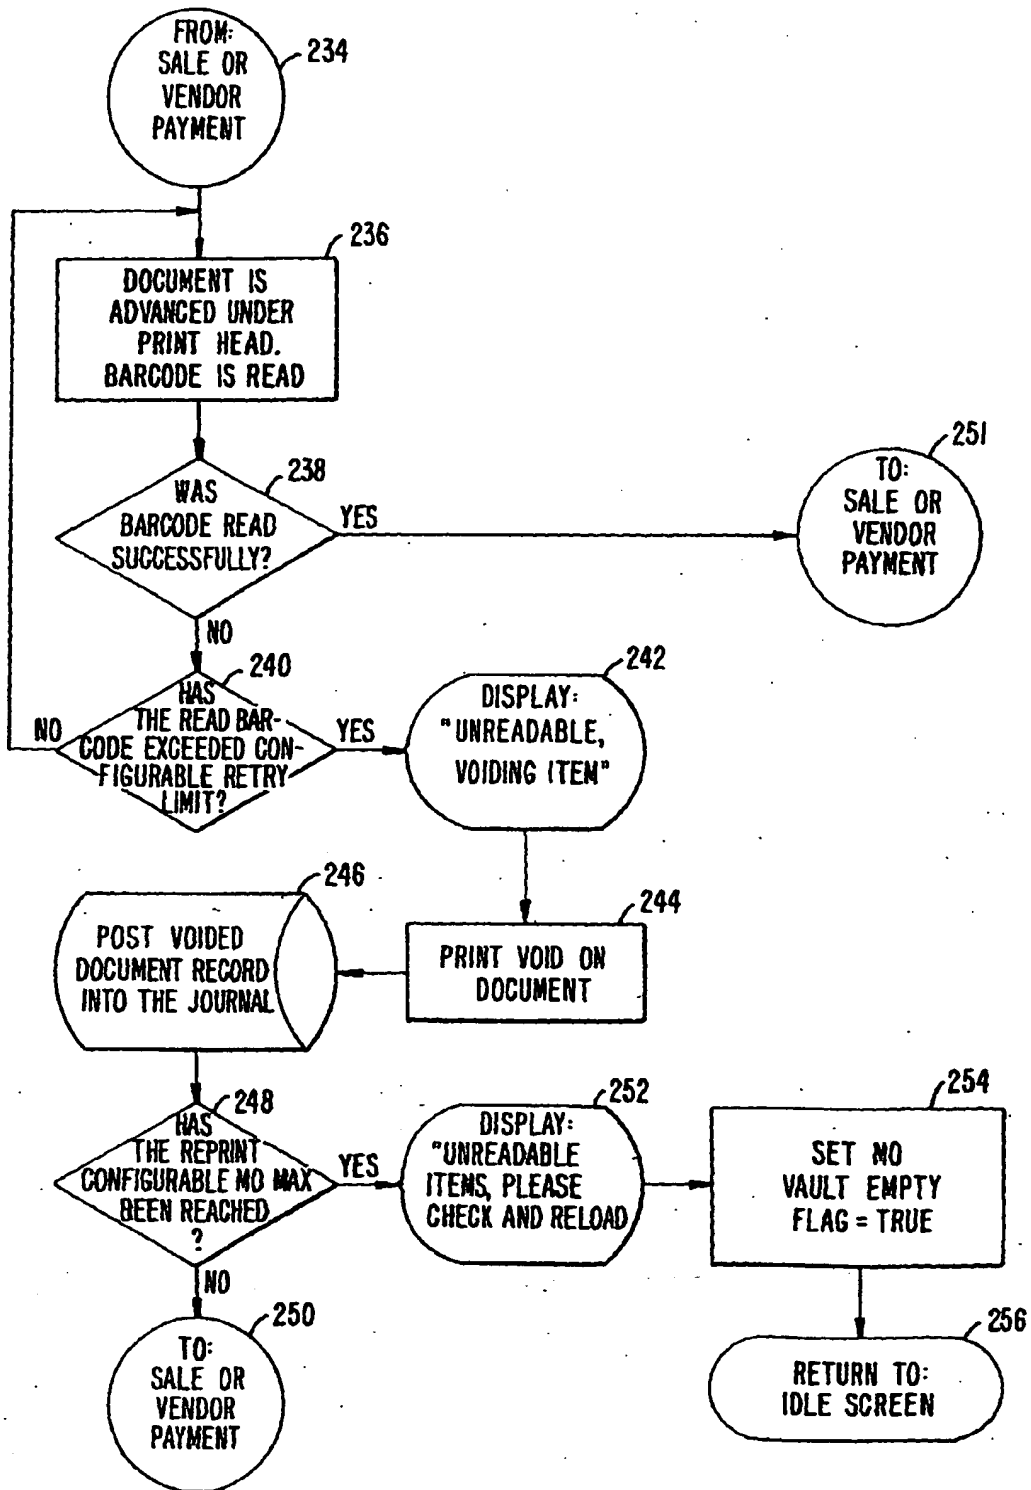 FROM:
SALE OR
VENDOR
PAYMENT
234
236
DOCUMENT IS
ADVANCED UNDER
PRINT HEAD.
BARCODE IS READ
238
WAS
BARCODE READ
SUCCESSFULLY?
YES
251
TO:
SALE OR
VENDOR
PAYMENT
NO
240
HAS
THE READ BAR-
CODE EXCEEDED CON-
FIGURABLE RETRY
LIMIT?
NO
YES
242
DISPLAY:
"UNREADABLE,
VOIDING ITEM"
244
PRINT VOID ON
DOCUMENT
246
POST VOIDED
DOCUMENT RECORD
INTO THE JOURNAL
248
HAS
THE REPRINT
CONFIGURABLE MO MAX
BEEN REACHED
?
YES
252
DISPLAY:
"UNREADABLE
ITEMS, PLEASE
CHECK AND RELOAD
254
SET MO
VAULT EMPTY
FLAG = TRUE
NO
250
TO:
SALE OR
VENDOR
PAYMENT
256
RETURN TO:
IDLE SCREEN